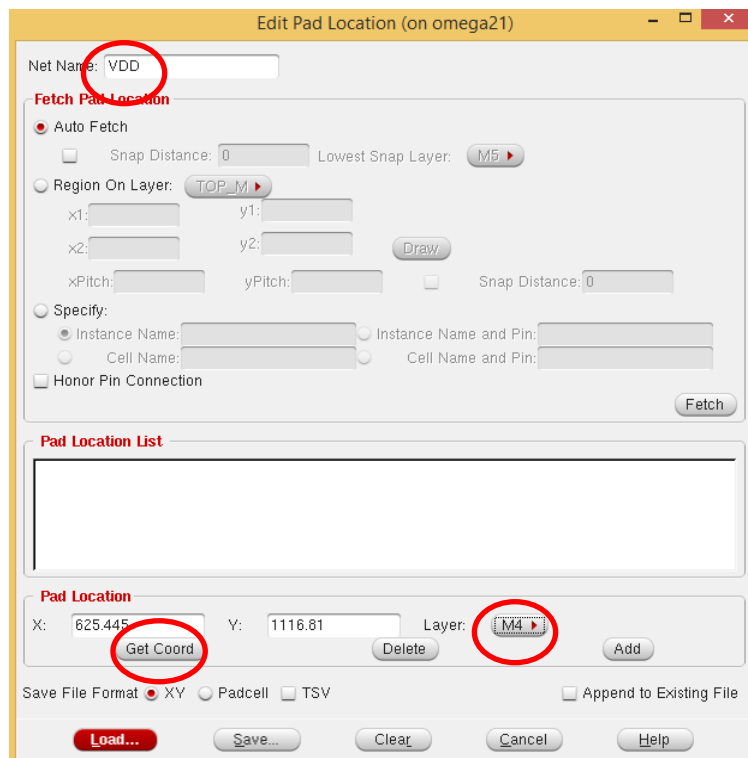 Edit Pad Location (on omega21)
Net Name: VDD
Fetch Pad Location
Auto Fetch
Snap Distance: 0 Lowest Snap Layer: M5
Region On Layer: TOP_M
x1: y1:
x2: y2: Draw
xPitch: yPitch: Snap Distance: 0
Specify:
Instance Name: Instance Name and Pin:
Cell Name: Cell Name and Pin:
Honor Pin Connection
Fetch
Pad Location List
Pad Location
X: 625.445 Y: 1116.81 Layer: M4
Get Coord Delete Add
Save File Format XY Padcell TSV Append to Existing File
Load... Save... Clear Cancel Help